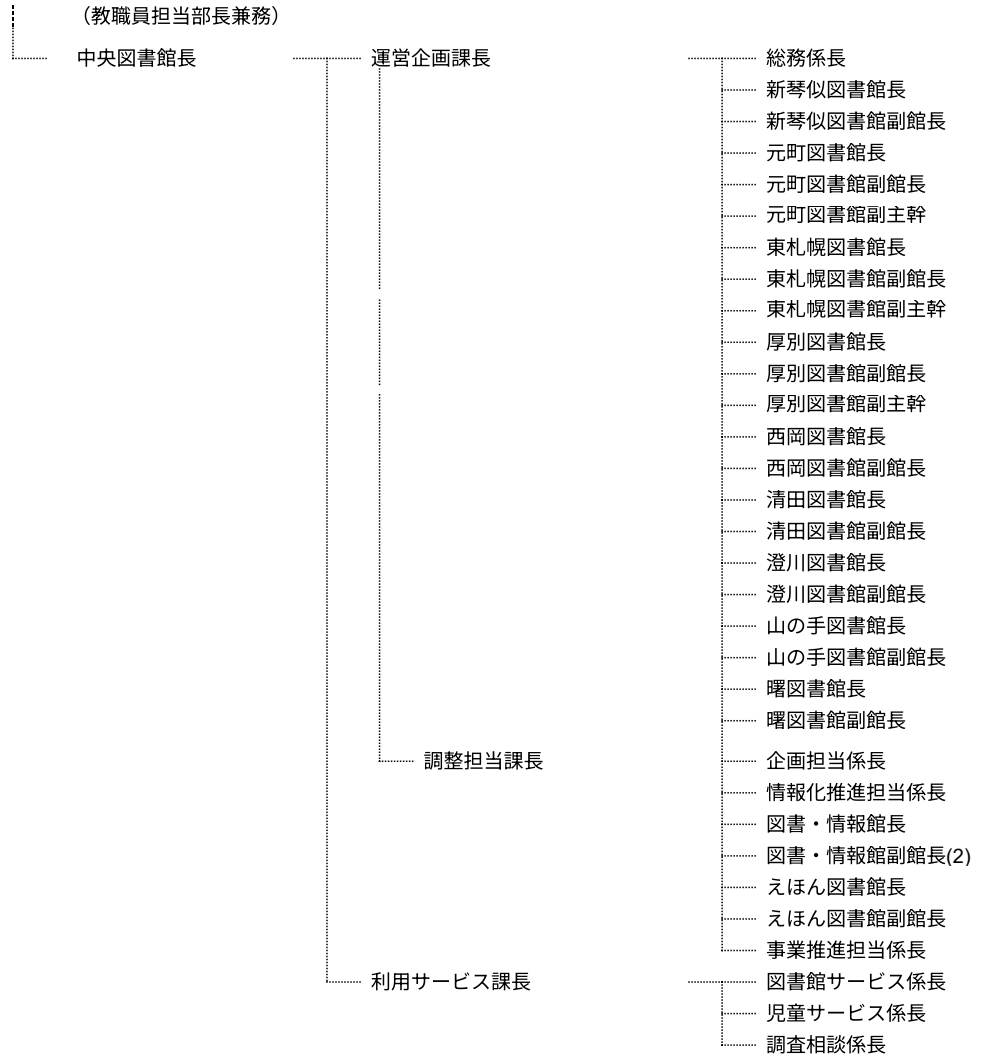 （教職員担当部長兼務）
中央図書館長 運営企画課長 総務係長
新琴似図書館長
新琴似図書館副館長
元町図書館長
元町図書館副館長
元町図書館副主幹
東札幌図書館長
東札幌図書館副館長
東札幌図書館副主幹
厚別図書館長
厚別図書館副館長
厚別図書館副主幹
西岡図書館長
西岡図書館副館長
清田図書館長
清田図書館副館長
澄川図書館長
澄川図書館副館長
山の手図書館長
山の手図書館副館長
曙図書館長
曙図書館副館長
調整担当課長 企画担当係長
情報化推進担当係長
図書・情報館長
図書・情報館副館長(2)
えほん図書館長
えほん図書館副館長
事業推進担当係長
利用サービス課長 図書館サービス係長
児童サービス係長
調査相談係長